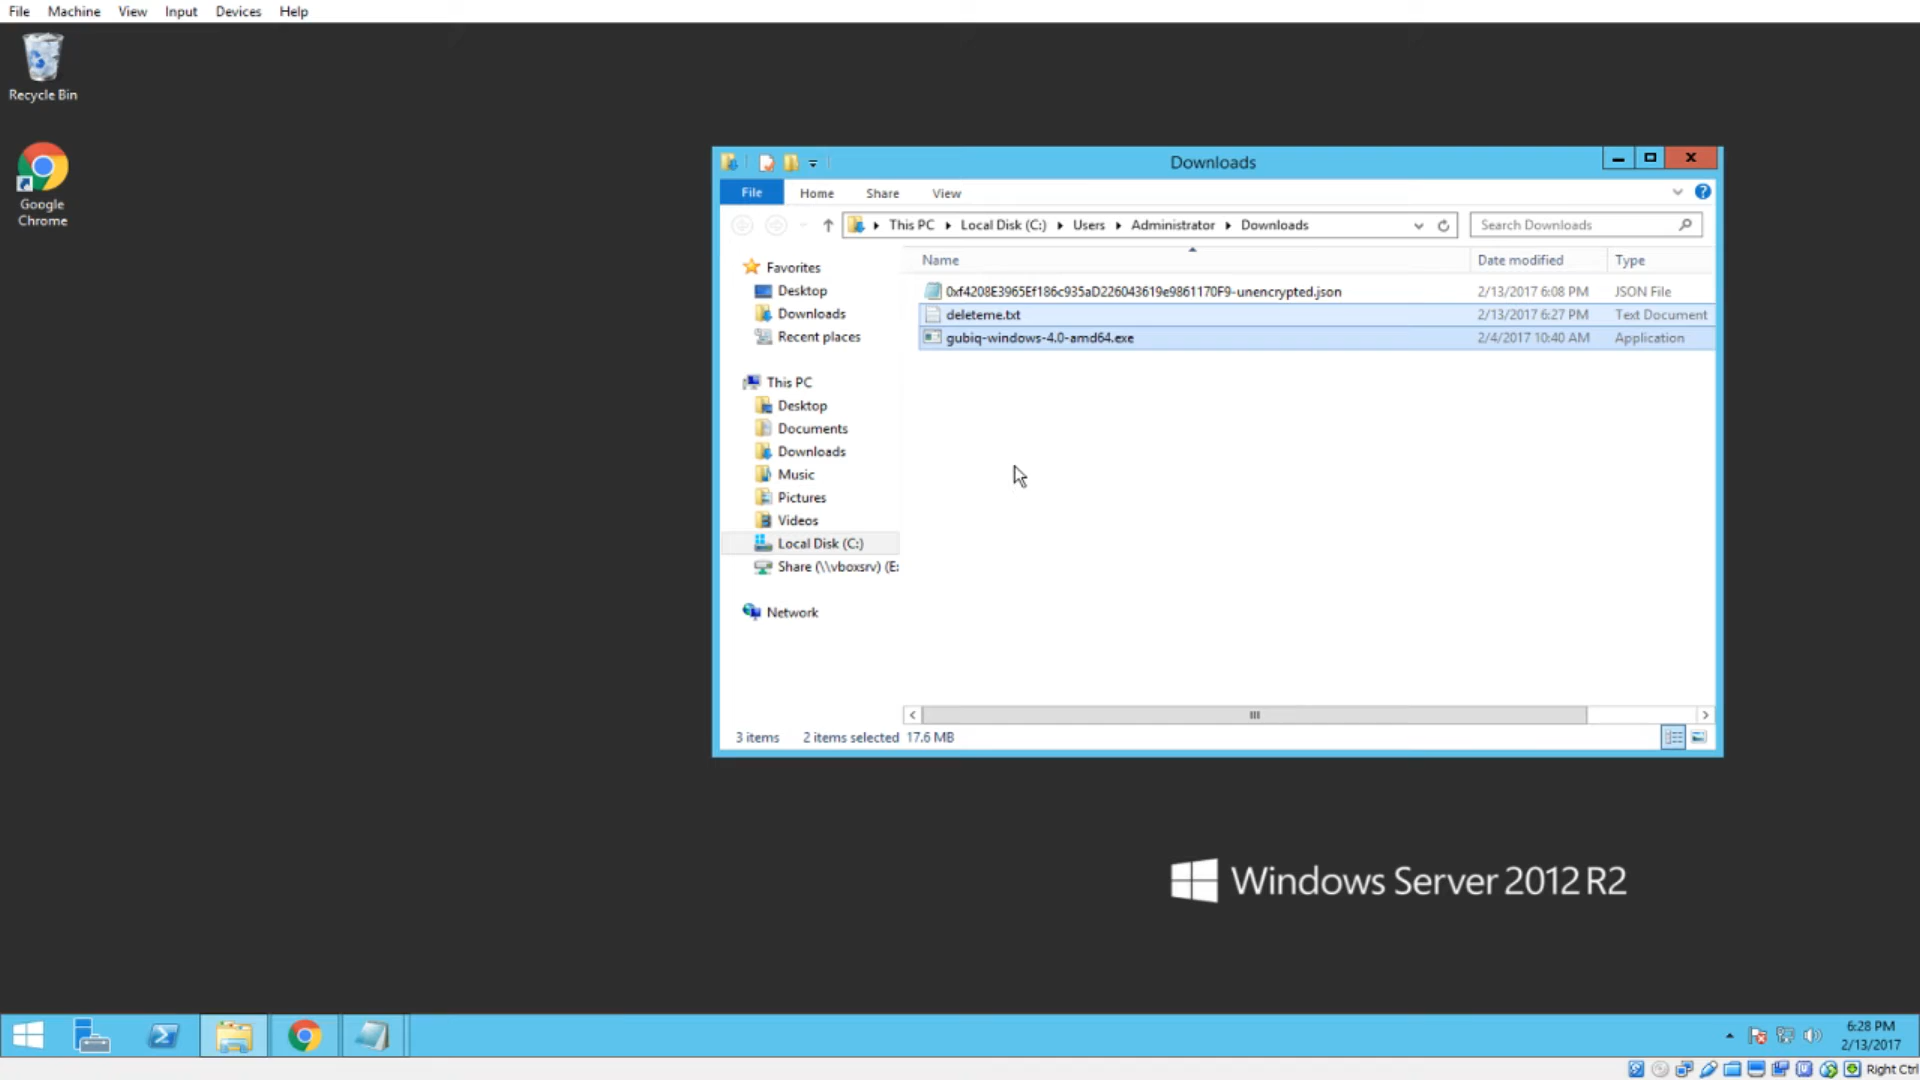 File Machine View Input Devices Help
Recycle Bin
Google
Chrome
Downloads
File Home Share View
This PC Local Disk (C:) Users Administrator Downloads
Search Downloads
Name Date modified Type
0xf4208E3965Ef186c935aD226043619e9861170F9-unencrypted.json 2/13/2017 6:08 PM JSON File
deleteme.txt 2/13/2017 6:27 PM Text Document
gubiq-windows-4.0-amd64.exe 2/4/2017 10:40 AM Application
Favorites
Desktop
Downloads
Recent places
This PC
Desktop
Documents
Downloads
Music
Pictures
Videos
Local Disk (C:)
Share (\\vboxsrv) (E:
Network
3 items 2 items selected 17.6 MB
Windows Server 2012 R2
6:28 PM
2/13/2017
Right Ctrl